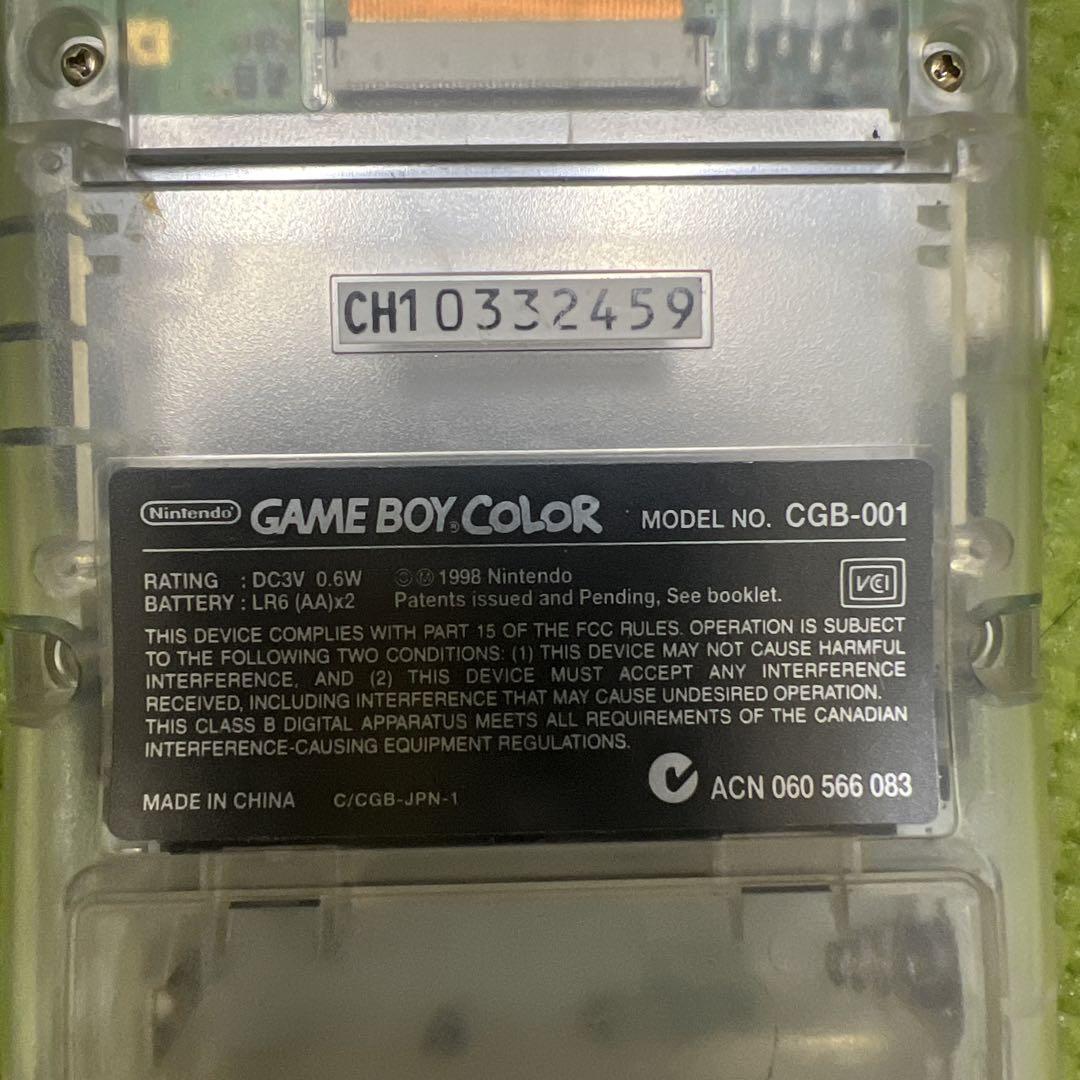 CH10332459
Nintendo GAME BOY COLOR MODEL NO. CGB-001
RATING : DC3V 0.6W ©Ⓜ 1998 Nintendo
BATTERY : LR6 (AA)x2 Patents issued and Pending, See booklet.
VCI
THIS DEVICE COMPLIES WITH PART 15 OF THE FCC RULES. OPERATION IS SUBJECT
TO THE FOLLOWING TWO CONDITIONS: (1) THIS DEVICE MAY NOT CAUSE HARMFUL
INTERFERENCE, AND (2) THIS DEVICE MUST ACCEPT ANY INTERFERENCE
RECEIVED, INCLUDING INTERFERENCE THAT MAY CAUSE UNDESIRED OPERATION.
THIS CLASS B DIGITAL APPARATUS MEETS ALL REQUIREMENTS OF THE CANADIAN
INTERFERENCE-CAUSING EQUIPMENT REGULATIONS.
ACN 060 566 083
MADE IN CHINA C/CGB-JPN-1